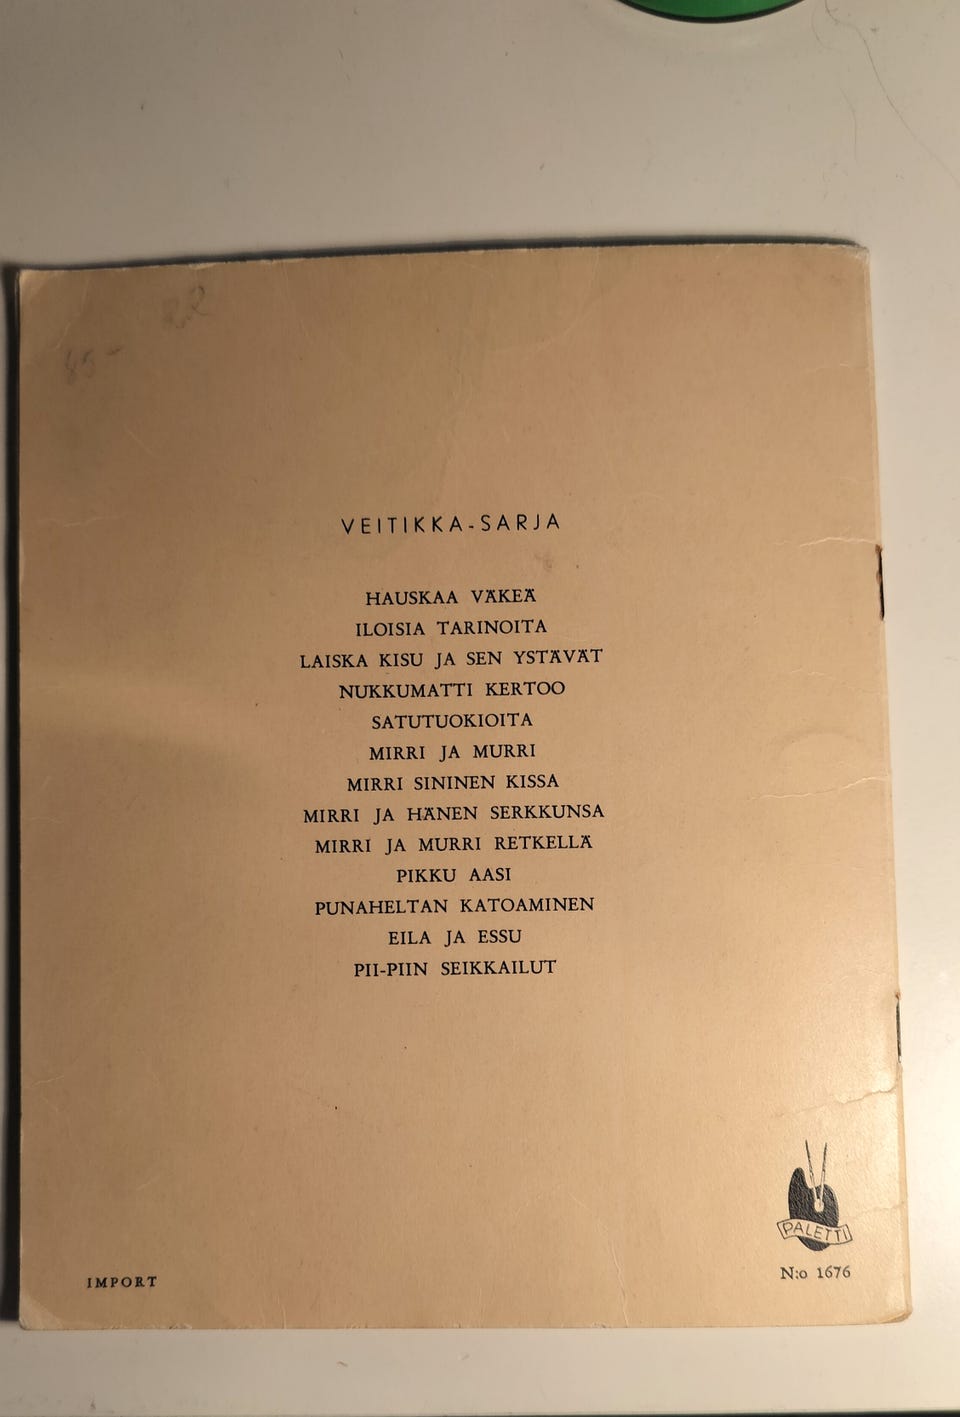 VEITIKKA-SARJA
HAUSKAA VÄKEÄ
ILOISIA TARINOITA
LAISKA KISU JA SEN YSTÄVÄT
NUKKUMATTI KERTOO
SATUTUOKIOITA
MIRRI JA MURRI
MIRRI SININEN KISSA
MIRRI JA HÄNEN SERKKUNSA
MIRRI JA MURRI RETKELLÄ
PIKKU AASI
PUNAHELTAN KATOAMINEN
EILA JA ESSU
PII-PIIN SEIKKAILUT
PALETTI
N:o 1676
IMPORT